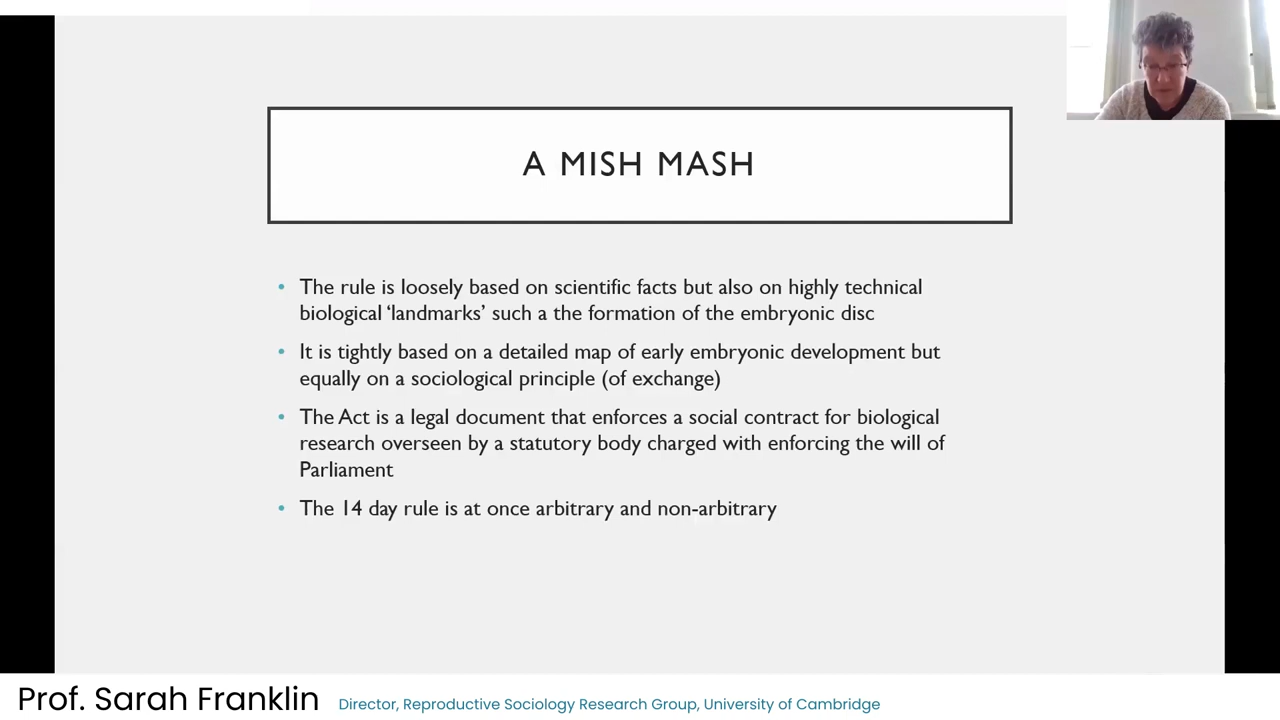 A MISH MASH
• The rule is loosely based on scientific facts but also on highly technical
biological ‘landmarks’ such a the formation of the embryonic disc
• It is tightly based on a detailed map of early embryonic development but
equally on a sociological principle (of exchange)
• The Act is a legal document that enforces a social contract for biological
research overseen by a statutory body charged with enforcing the will of
Parliament
• The 14 day rule is at once arbitrary and non-arbitrary
Prof. Sarah Franklin Director, Reproductive Sociology Research Group, University of Cambridge